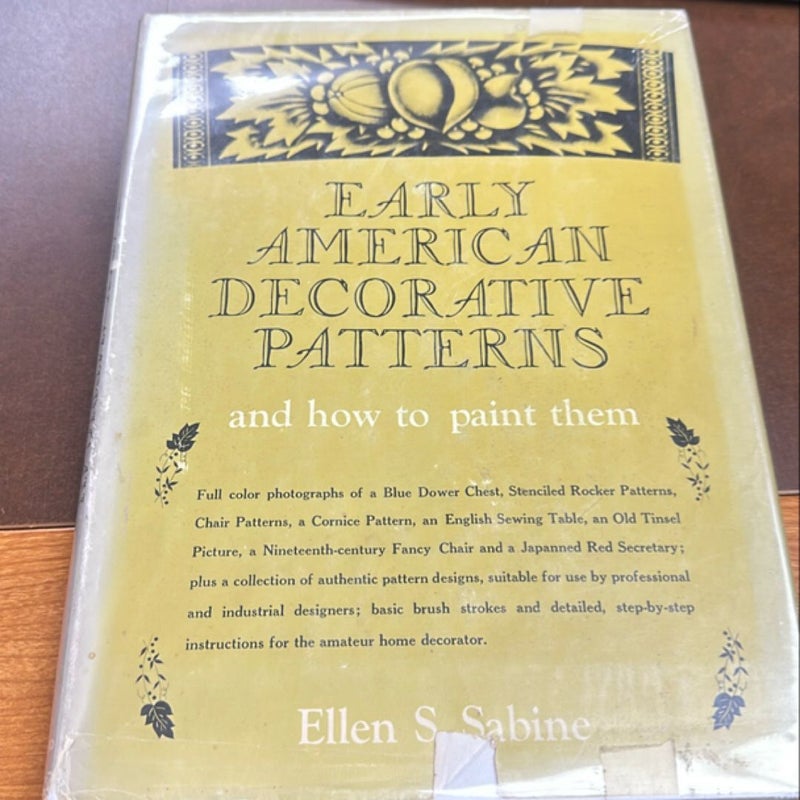 EARLY
AMERICAN
DECORATIVE
PATTERNS
and how to paint them
Full color photographs of a Blue Dower Chest, Stenciled Rocker Patterns,
Chair Patterns, a Cornice Pattern, an English Sewing Table, an Old Tinsel
Picture, a Nineteenth-century Fancy Chair and a Japanned Red Secretary;
plus a collection of authentic pattern designs, suitable for use by professional
and industrial designers; basic brush strokes and detailed, step-by-step
instructions for the amateur home decorator.
Ellen S. Sabine